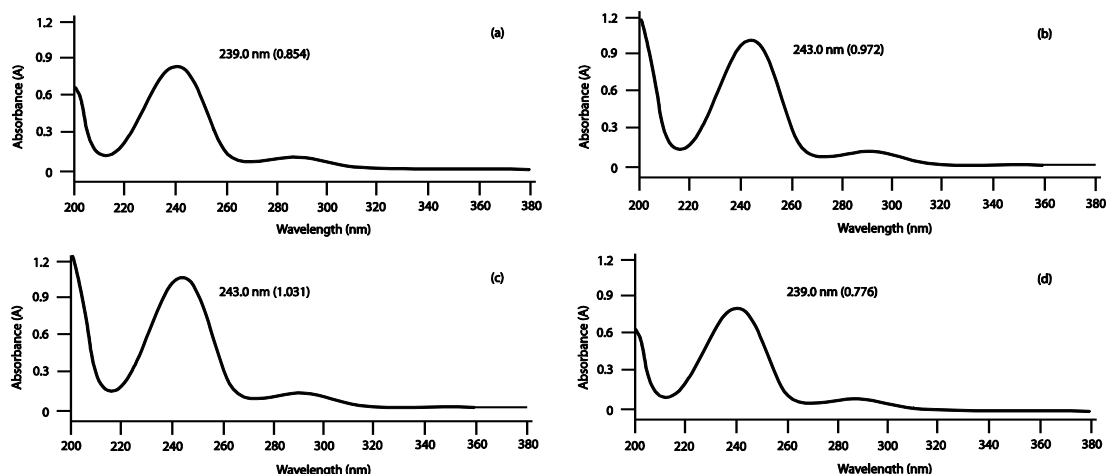 (a)
239.0 nm (0.854)
Absorbance (A)
1.2
0.9
0.6
0.3
0
200 220 240 260 280 300 320 340 360 380
Wavelength (nm)
(b)
243.0 nm (0.972)
Absorbance (A)
1.2
0.9
0.6
0.3
0
200 220 240 260 280 300 320 340 360 380
Wavelength (nm)
(c)
243.0 nm (1.031)
Absorbance (A)
1.2
0.9
0.6
0.3
0
200 220 240 260 280 300 320 340 360 380
Wavelength (nm)
(d)
239.0 nm (0.776)
Absorbance (A)
1.2
0.9
0.6
0.3
0
200 220 240 260 280 300 320 340 360 380
Wavelength (nm)